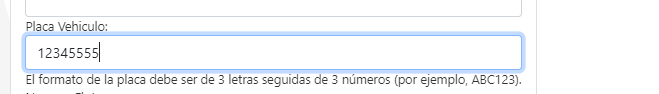 Placa Vehiculo:
12345555
El formato de la placa debe ser de 3 letras seguidas de 3 números (por ejemplo, ABC123).